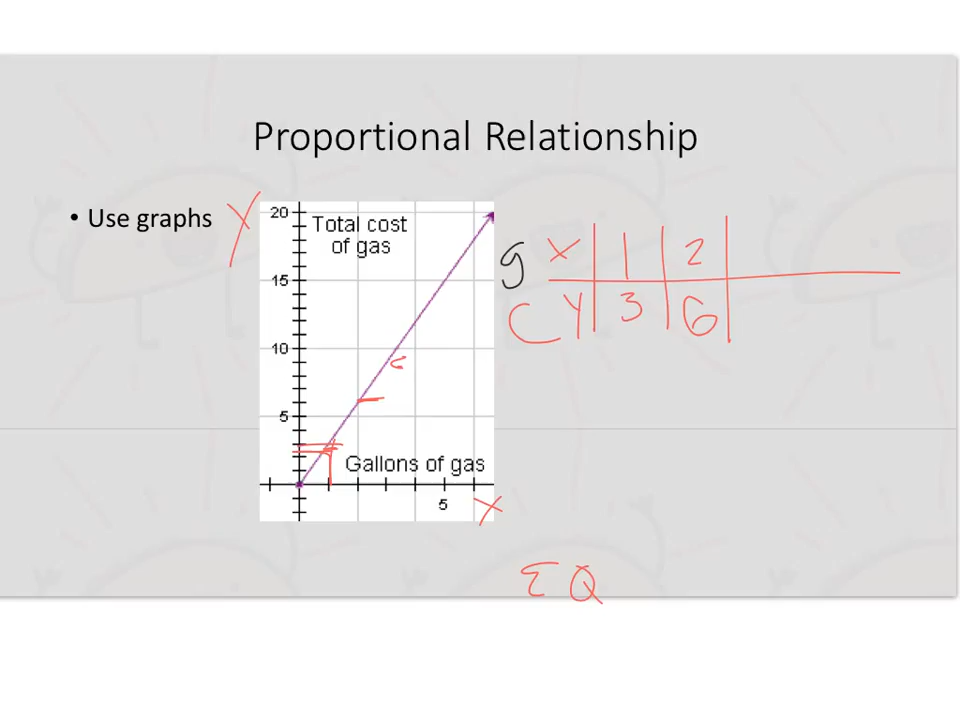 Proportional Relationship
• Use graphs
Y
20
Total cost
of gas
15
10
5
Gallons of gas
5
X
g X 1 2
C Y 3 6
EQ